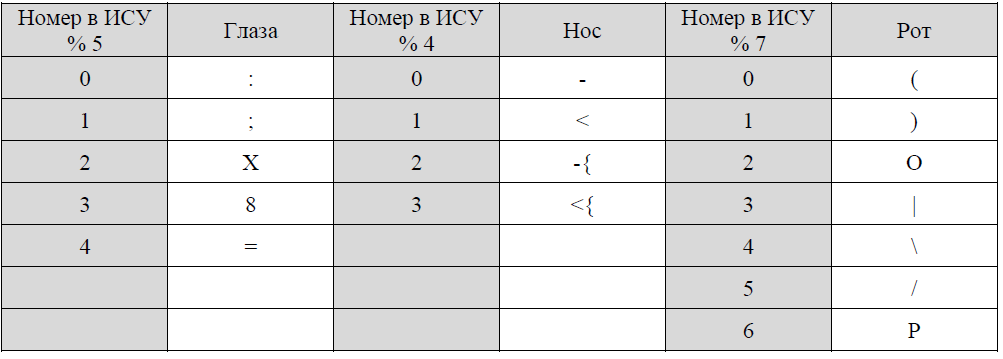 Номер в ИСУ % 5 Глаза Номер в ИСУ % 4 Нос Номер в ИСУ % 7 Рот
0 : 0 - 0 (
1 ; 1 < 1 )
2 X 2 -{ 2 O
3 8 3 <{ 3 |
4 = 4 \
5 /
6 P